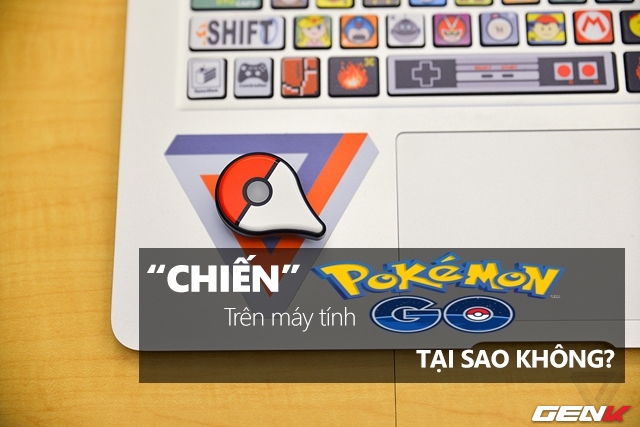 SHIFT
"CHIẾN" POKéMON
Trên máy tính GO
TẠI SAO KHÔNG?
GENK